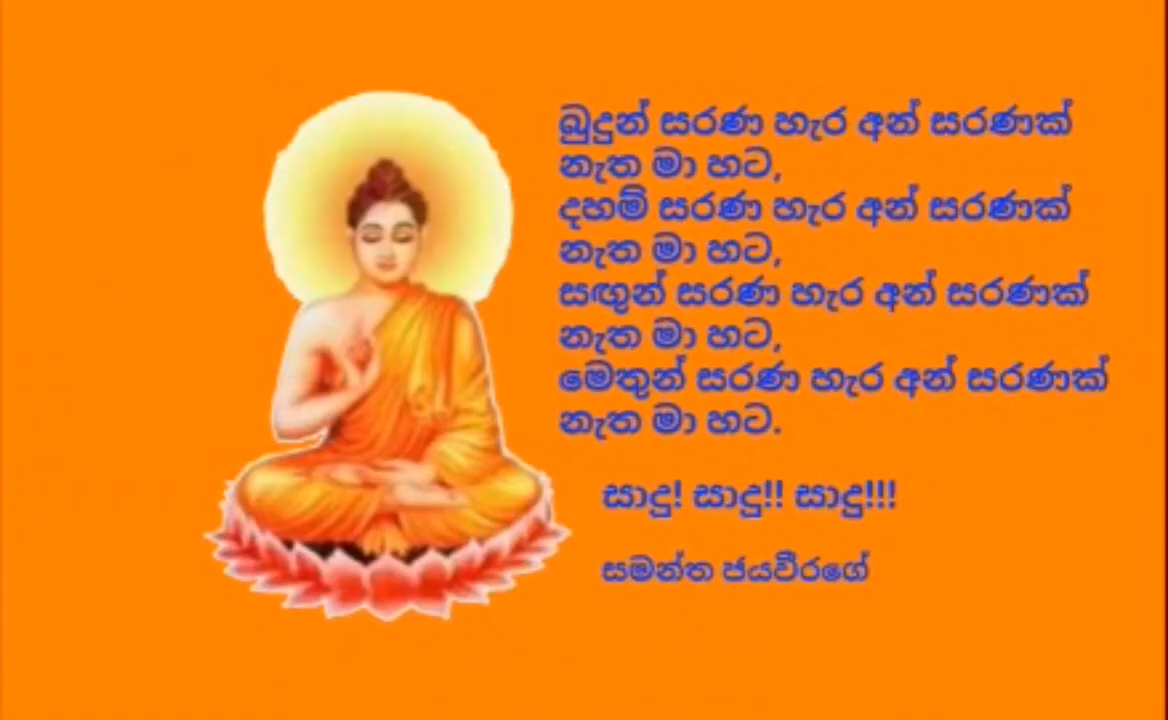 බුදුන් සරණ හැර අන් සරණක්
නැත මා හට,
දහම් සරණ හැර අන් සරණක්
නැත මා හට,
සඟුන් සරණ හැර අන් සරණක්
නැත මා හට,
මෙතුන් සරණ හැර අන් සරණක්
නැත මා හට.
සාදු! සාදු!! සාදු!!!
සමන්ත ජයවීරගේ